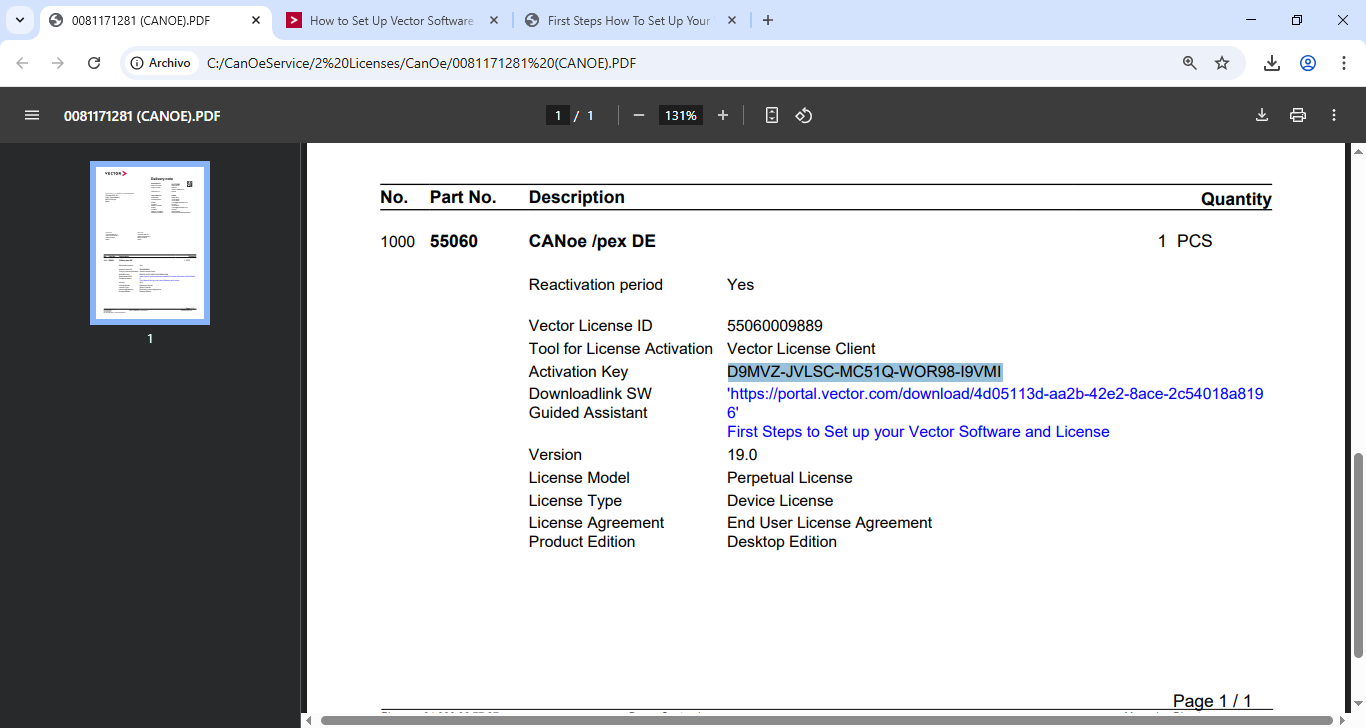 0081171281 (CANOE).PDF
How to Set Up Vector Software
First Steps How To Set Up Your
Archivo
C:/CanOeService/2%20Licenses/CanOe/0081171281%20(CANOE).PDF
0081171281 (CANOE).PDF
1 / 1
131%
VECTOR
Delivery note
1
No. Part No. Description Quantity
1000 55060 CANoe /pex DE 1 PCS
Reactivation period Yes
Vector License ID 55060009889
Tool for License Activation Vector License Client
Activation Key D9MVZ-JVLSC-MC51Q-WOR98-I9VMI
Downloadlink SW 'https://portal.vector.com/download/4d05113d-aa2b-42e2-8ace-2c54018a819
Guided Assistant 6'
First Steps to Set up your Vector Software and License
Version 19.0
License Model Perpetual License
License Type Device License
License Agreement End User License Agreement
Product Edition Desktop Edition
Page 1 / 1